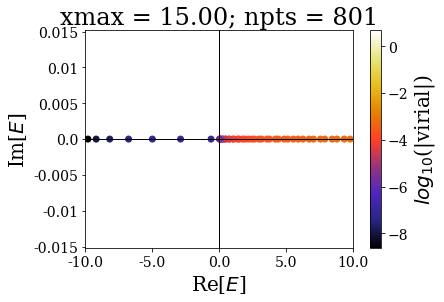 xmax = 15.00; npts = 801
0.015
0.01
0.005
0.0
-0.005
-0.01
-0.015
Im[E]
-10.0 -5.0 0.0 5.0 10.0
Re[E]
0
−2
−4
−6
−8
log10(|virial|)